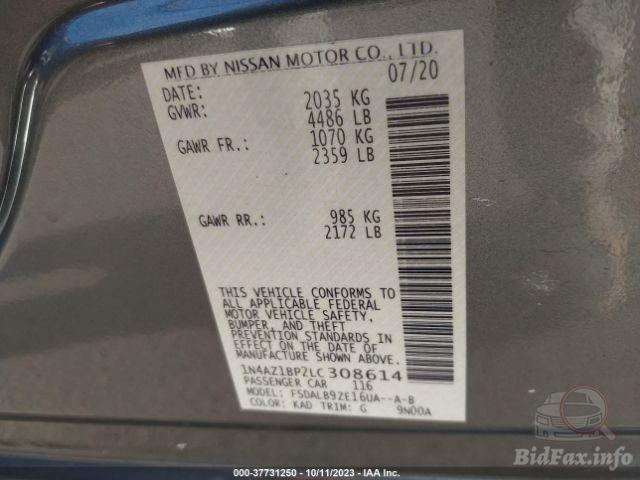 MFD BY NISSAN MOTOR CO., LTD.
DATE: 07/20
GVWR: 2035 KG
4486 LB
GAWR FR.: 1070 KG
2359 LB
GAWR RR.: 985 KG
2172 LB
THIS VEHICLE CONFORMS TO
ALL APPLICABLE FEDERAL
MOTOR VEHICLE SAFETY,
BUMPER, AND THEFT
PREVENTION STANDARDS IN
EFFECT ON THE DATE OF
MANUFACTURE SHOWN ABOVE.
1N4AZ1BP2LC308614
PASSENGER CAR 116
FSDALB9ZE16UA--A-B
COLOR: KAD TRIM: G 9N00A
000-37731250 - 10/11/2023 - IAA Inc.
BidFax.info